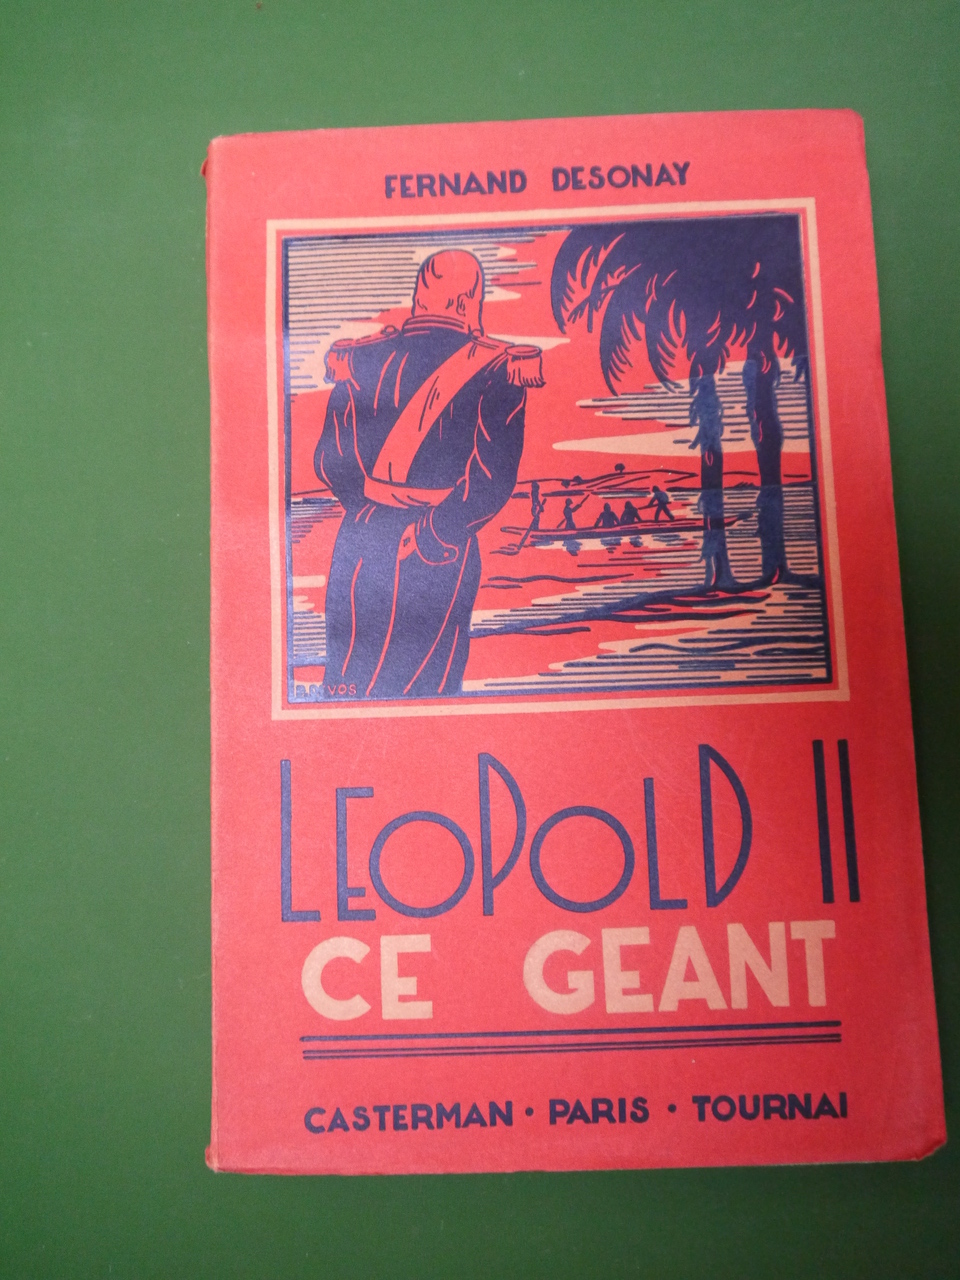 FERNAND DESONAY
LEOPOLD II
CE GEANT
CASTERMAN • PARIS • TOURNAI